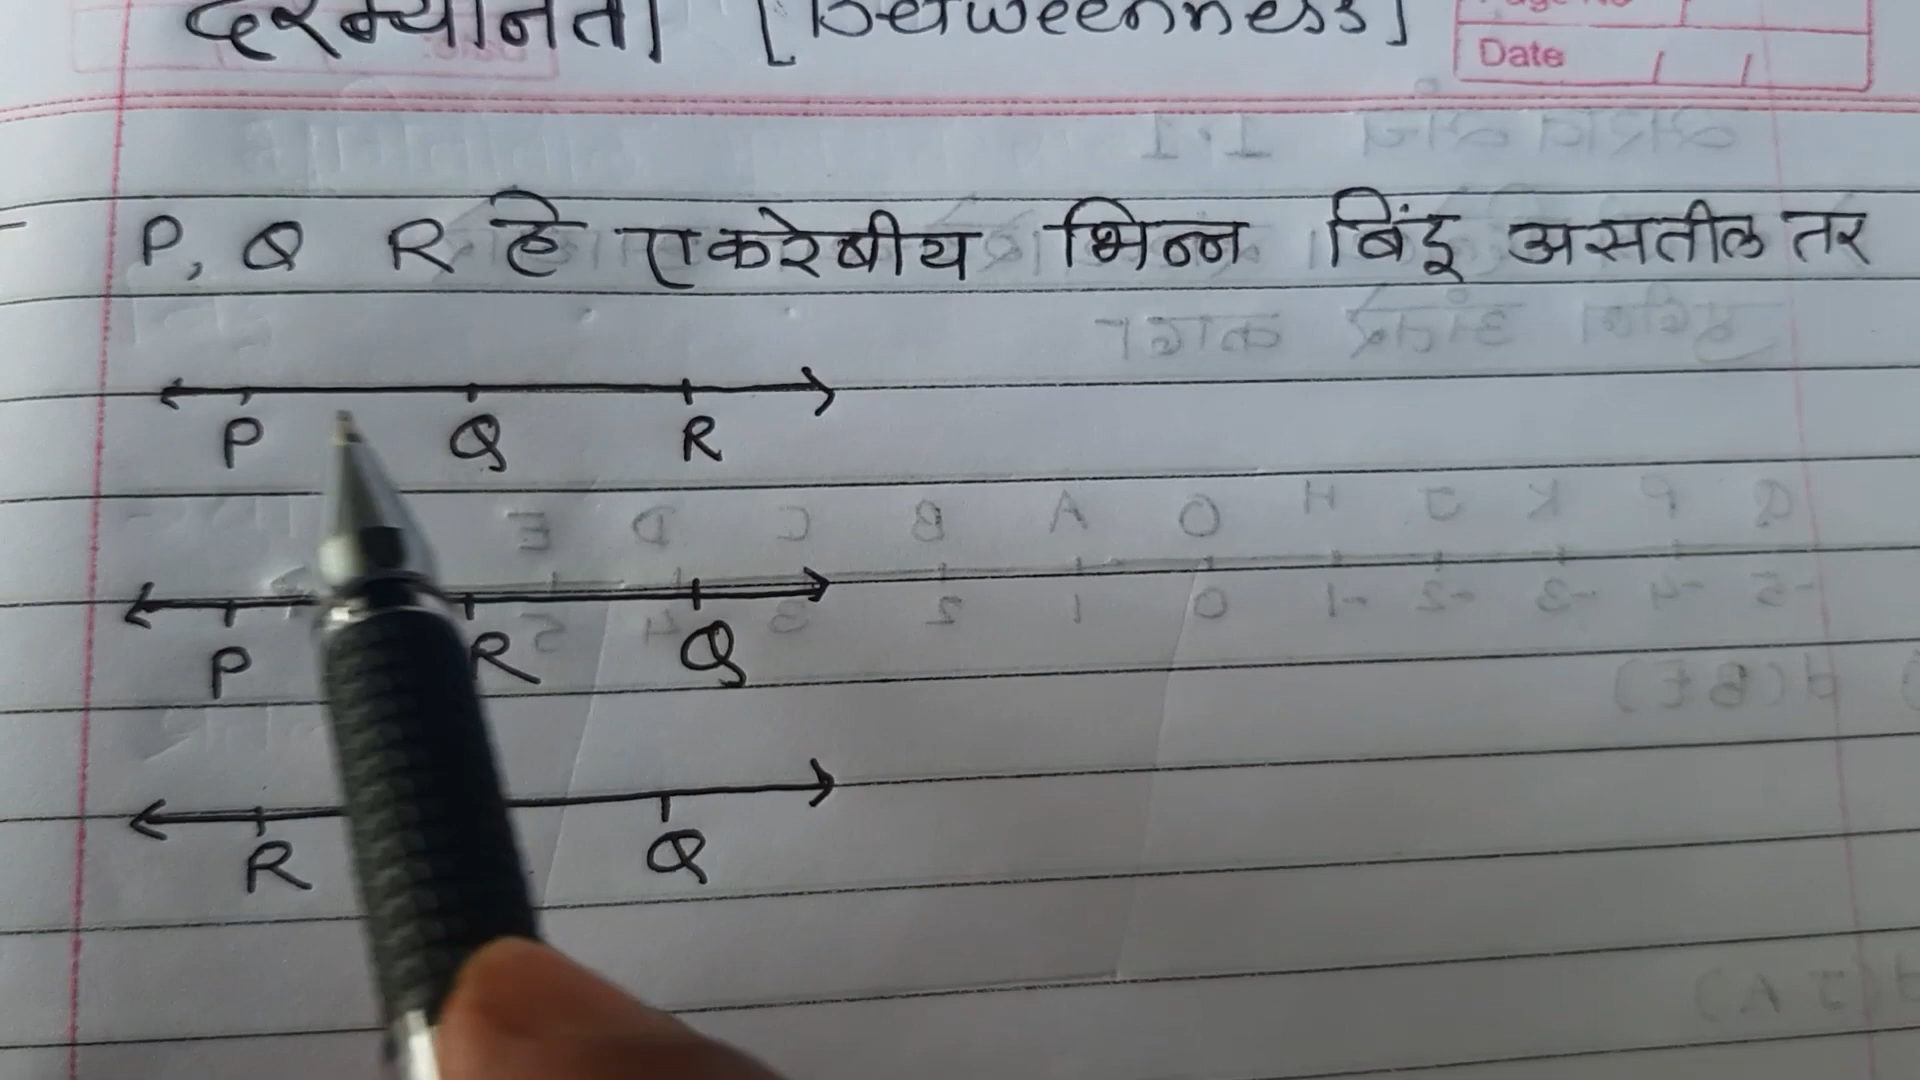 दरम्यानता [Betweenness]
Date / /
P, Q R हे एकरेषीय भिन्न बिंदू असतील तर
P Q R
P R Q
R Q